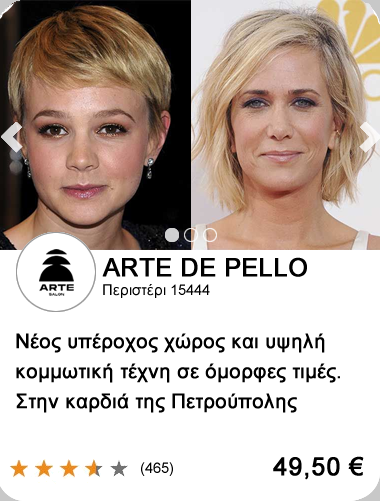 ARTE DE PELLO
Περιστέρι 15444
ARTE
SALON
Νέος υπέροχος χώρος και υψηλή
κομμωτική τέχνη σε όμορφες τιμές.
Στην καρδιά της Πετρούπολης
(465)
49,50 €